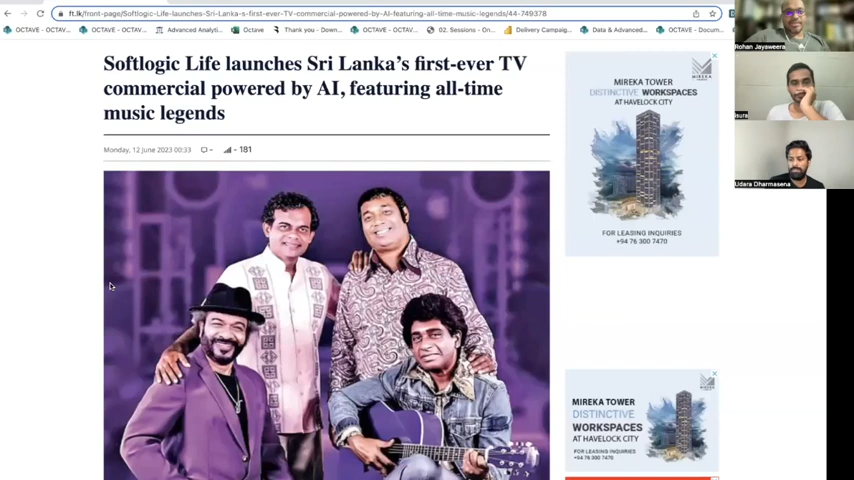 ft.lk/front-page/Softlogic-Life-launches-Sri-Lanka-s-first-ever-TV-commercial-powered-by-AI-featuring-all-time-music-legends/44-749378
OCTAVE - OCTAV...
OCTAVE - OCTAV...
Advanced Analyti...
Octave
Thank you - Down...
OCTAVE - OCTAV...
02. Sessions - On...
Delivery Campaig...
Data & Advanced...
OCTAVE - Docum...
Softlogic Life launches Sri Lanka's first-ever TV
commercial powered by AI, featuring all-time
music legends
Monday, 12 June 2023 00:33
- 181
MIREKA
MIREKA TOWER
DISTINCTIVE WORKSPACES
AT HAVELOCK CITY
FOR LEASING INQUIRIES
+94 76 300 7470
MIREKA TOWER
DISTINCTIVE
WORKSPACES
AT HAVELOCK CITY
FOR LEASING INQUIRIES
+94 76 300 7470
Rohan Jayaweera
isura
Udara Dharmasena